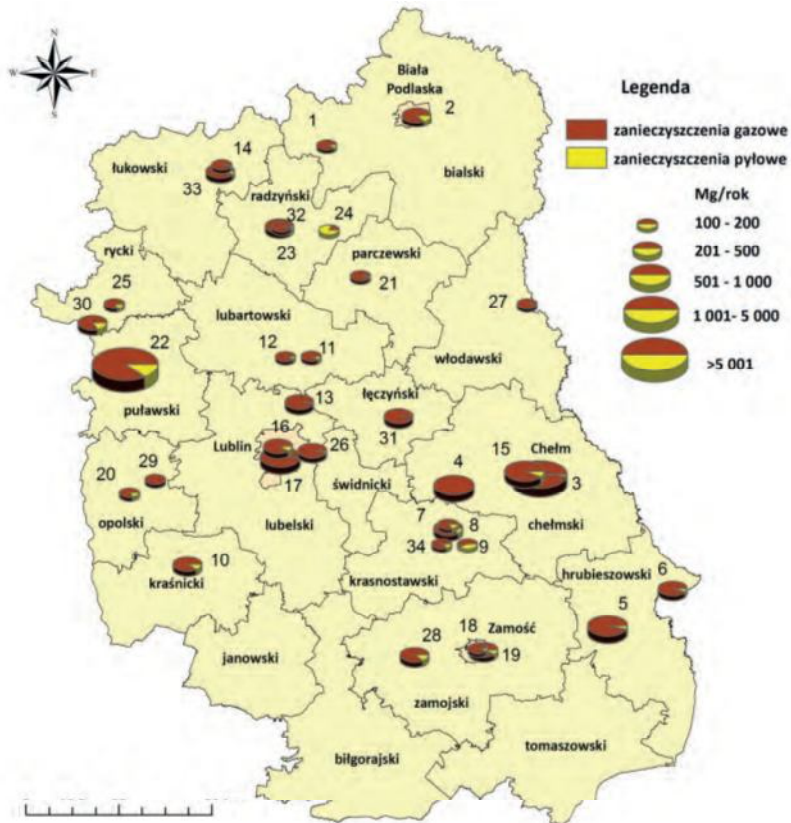 N
W E
S
Legenda
zanieczyszczenia gazowe
zanieczyszczenia pyłowe
Mg/rok
100 - 200
201 - 500
501 - 1 000
1 001- 5 000
>5 001
Biała
Podlaska
2
1
bialski
14
łukowski
33
radzyński
32
24
23
parczewski
21
rycki
25
30
27
lubartowski
12
11
włodawski
22
puławski
13
łęczyński
31
16
Lublin
26
17
świdnicki
15
Chełm
4
3
20
29
opolski
lubelski
chełmski
7
8
34
9
10
kraśnicki
krasnostawski
hrubieszowski
6
5
18
Zamość
28
19
janowski
zamojski
biłgorajski
tomaszowski